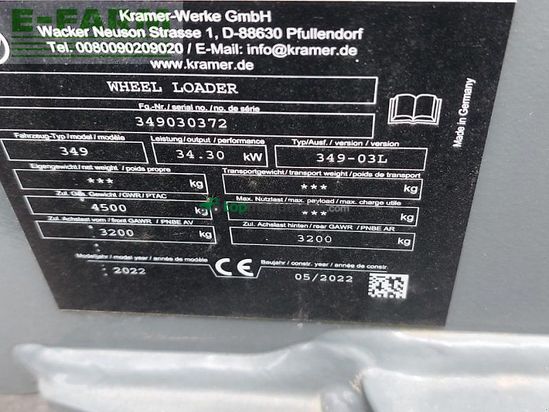 E-FARM
Kramer-Werke GmbH
Wacker Neuson Strasse 1, D-88630 Pfullendorf
Tel. 0080090209020 / E-Mail: info@kramer.de
www.kramer.de
WHEEL LOADER
Fg.-Nr./ serial no./ no. de série
349030372
Fahrzeug-Typ / model / modèle
Leistung / output / performance
Typ/Ausf. / version / version
349
34.30 kW
349-03L
Eigengewicht / net weight / poids propre
Transportgewicht / transport weight / poids de transport
*** kg
*** kg
Zul. Ges. Gewicht / GWR / PTAC
Max. Nutzlast / max. payload / max. charge utile
4500 kg
*** kg
Zul. Achslast vorn / front GAWR / PNBE AV
Zul. Achslast hinten / rear GAWR / PNBE AR
3200 kg
3200 kg
Modelljahr / model year / année de modèle
Baujahr / constr. year / année de constr.
2022
CE
05/2022
Made in Germany